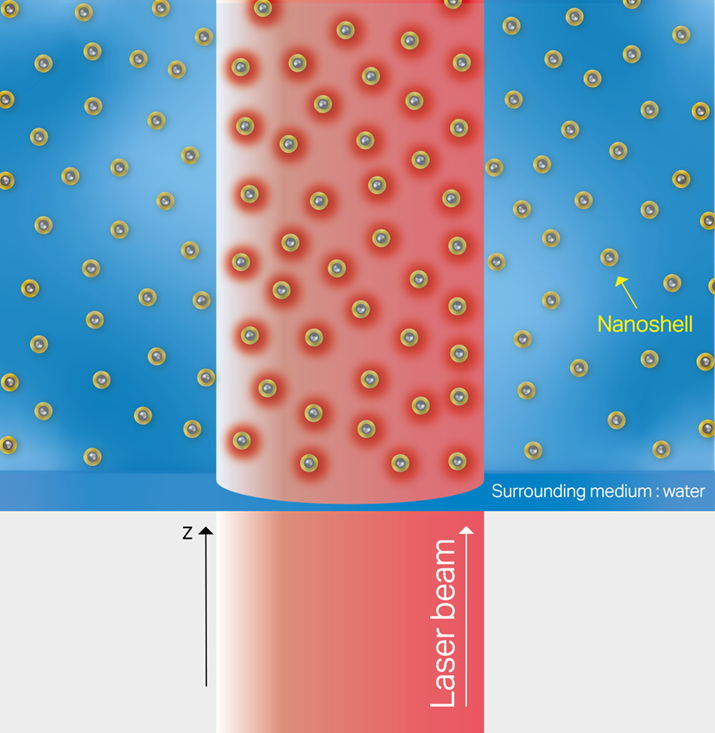 Nanoshell
Surrounding medium : water
z
Laser beam